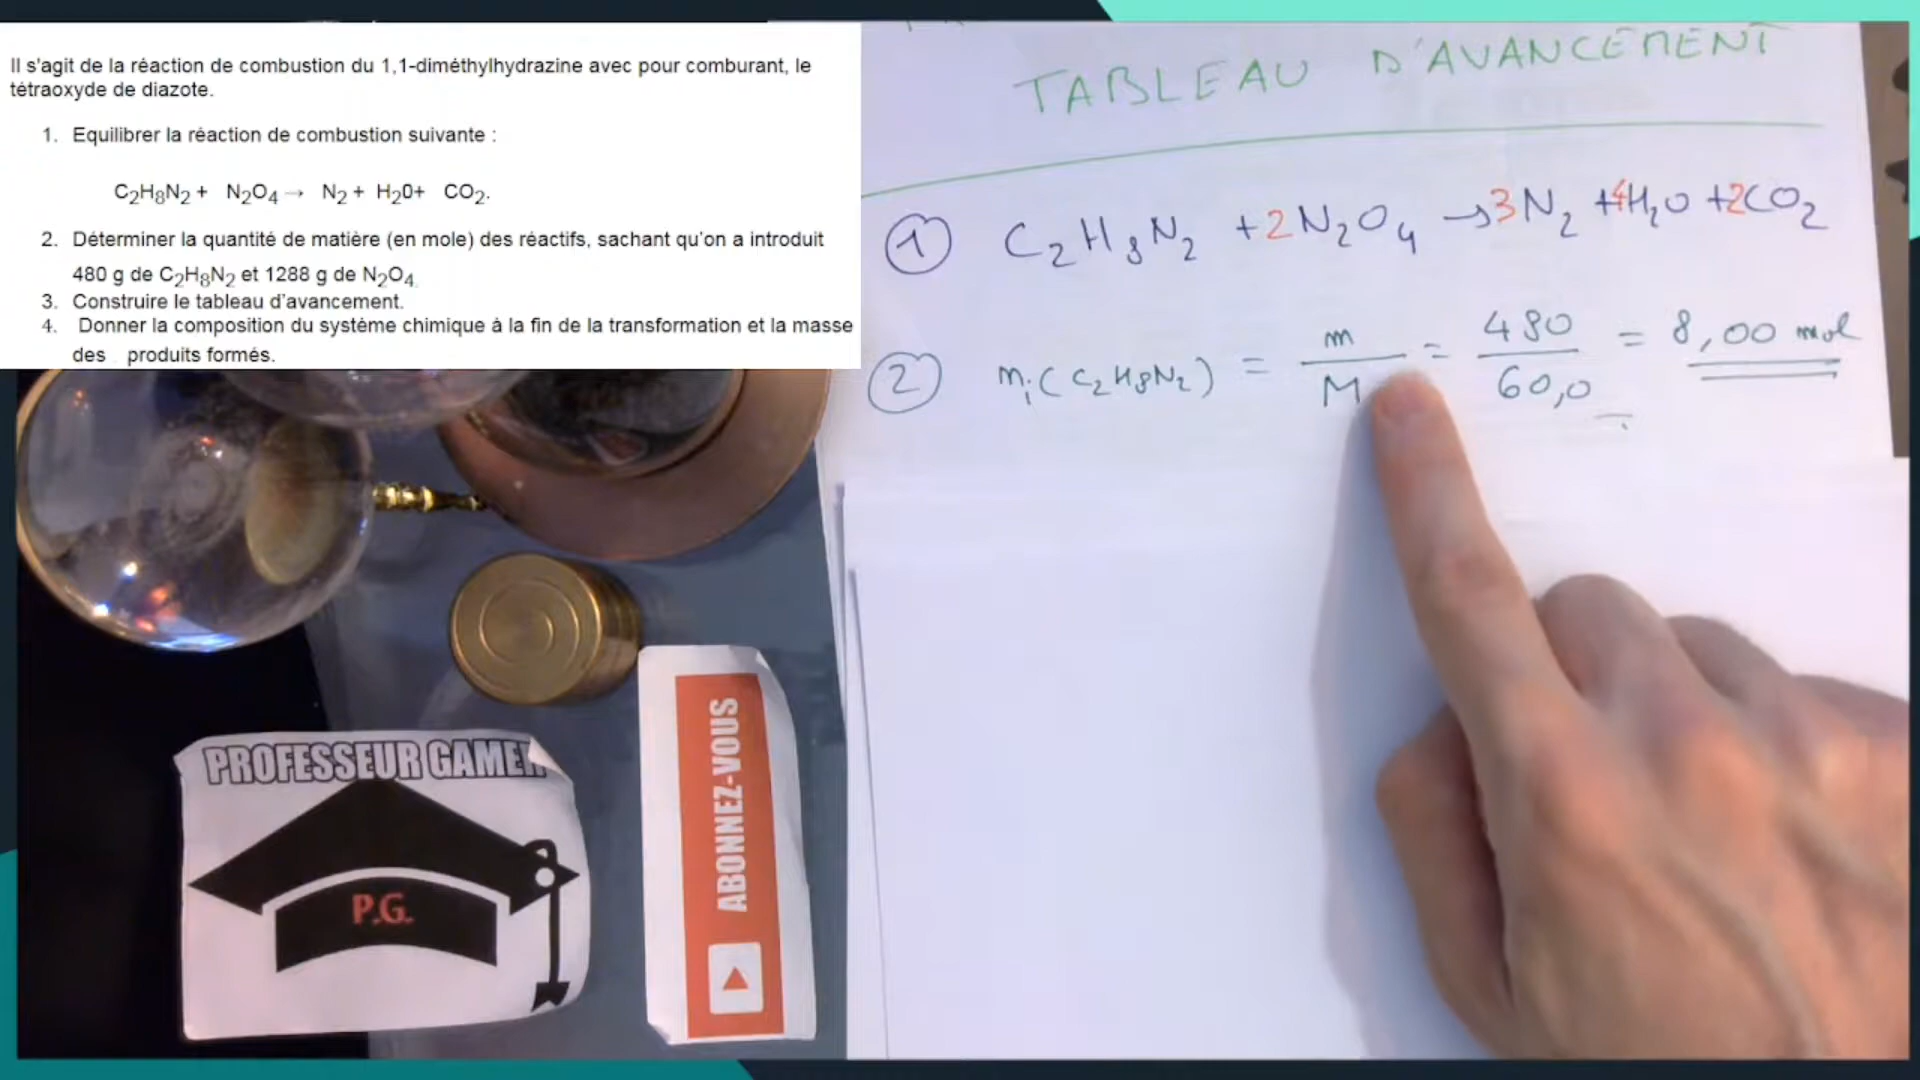 Il s'agit de la réaction de combustion du 1,1-diméthylhydrazine avec pour comburant, le
tétraoxyde de diazote.
1. Equilibrer la réaction de combustion suivante :
C2H8N2 + N2O4 → N2 + H20+ CO2.
2. Déterminer la quantité de matière (en mole) des réactifs, sachant qu'on a introduit
480 g de C2H8N2 et 1288 g de N2O4.
3. Construire le tableau d'avancement.
4. Donner la composition du système chimique à la fin de la transformation et la masse
des produits formés.
TABLEAU D'AVANCEMENT
① C2H8N2 + 2N2O4 → 3N2 + 4H2O + 2CO2
② ni(C2H8N2) = m/M = 480/60,0 = 8,00 mol
PROFESSEUR GAMER
P.G.
ABONNEZ-VOUS